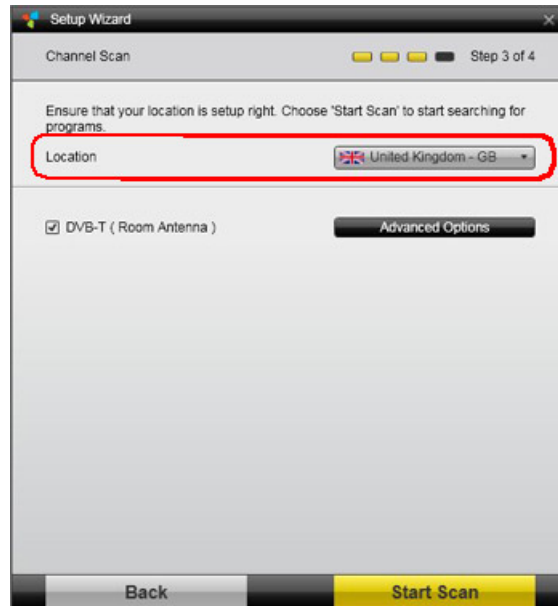 Setup Wizard
Channel Scan Step 3 of 4
Ensure that your location is setup right. Choose 'Start Scan' to start searching for
programs.
Location United Kingdom - GB
DVB-T ( Room Antenna ) Advanced Options
Back Start Scan